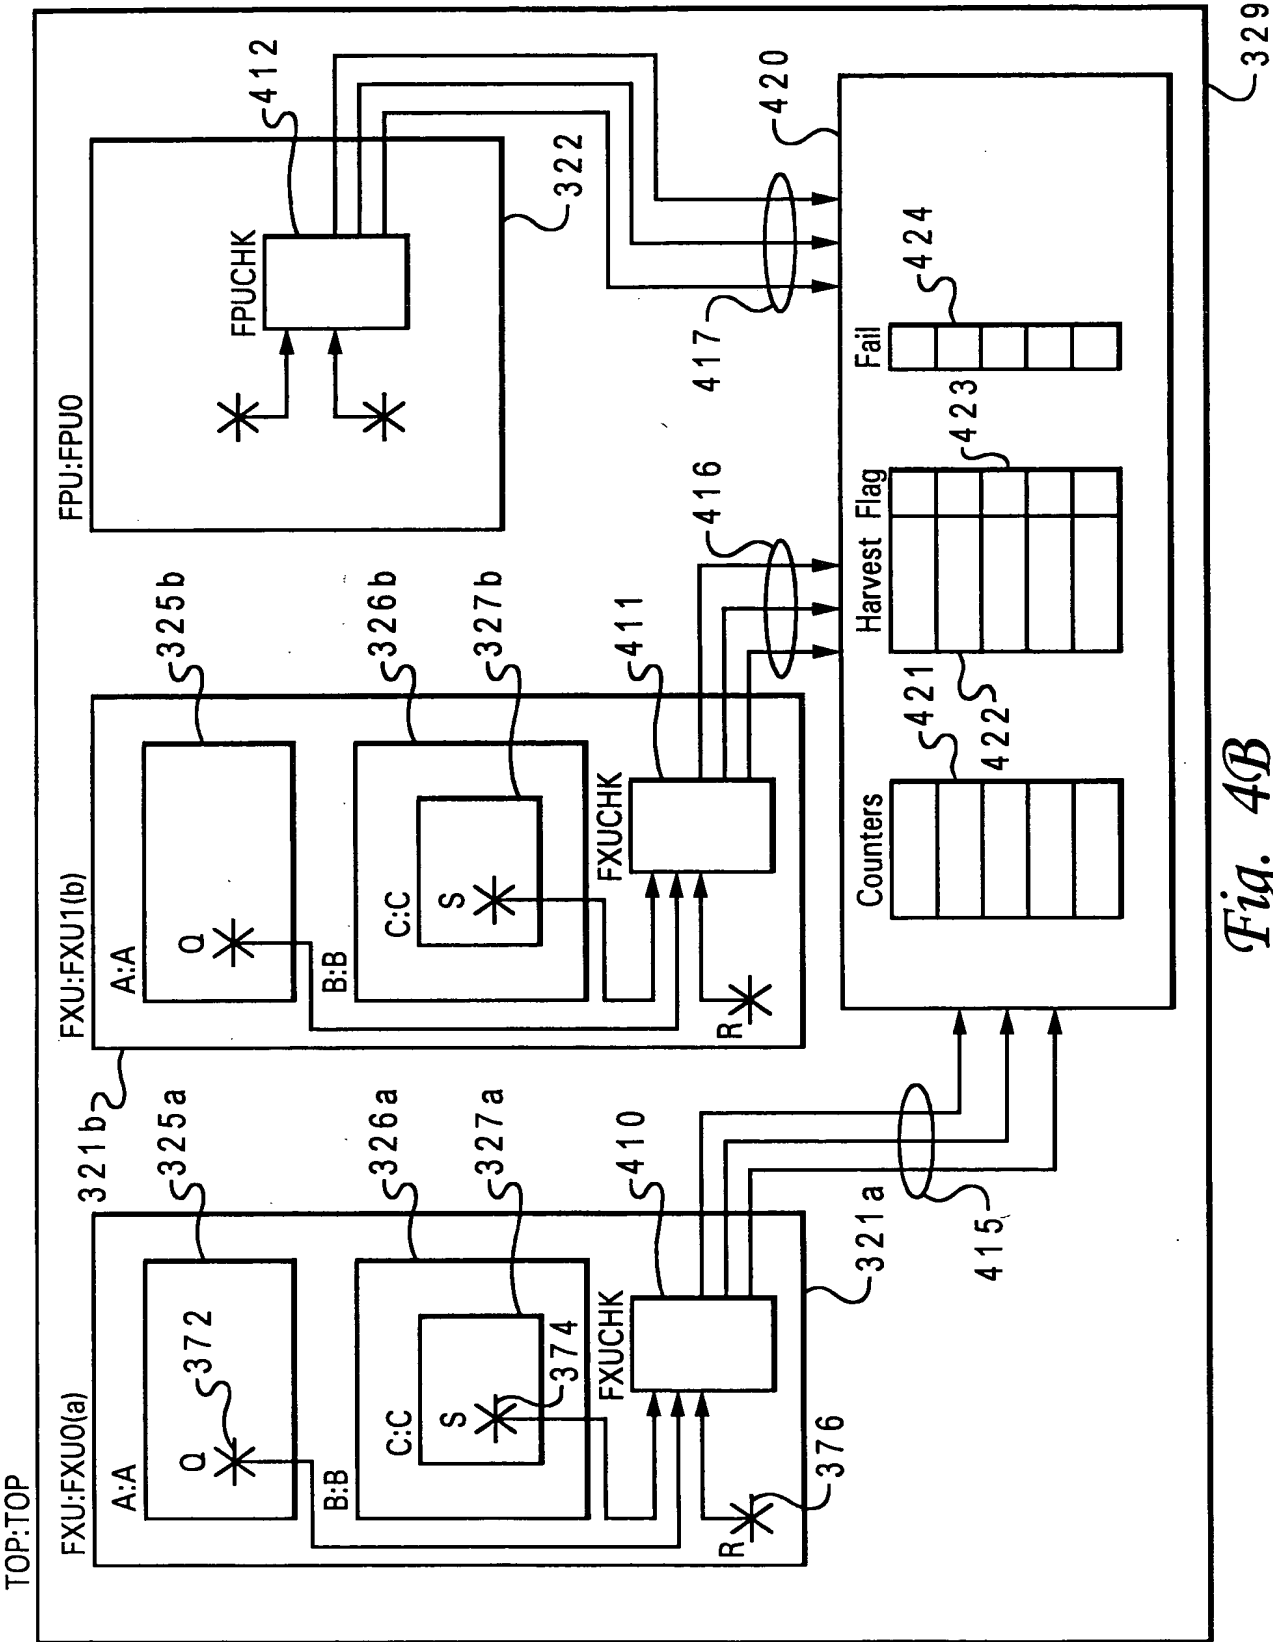 TOP:TOP
FXU:FXU0(a)
A:A
Q
372
325a
B:B
C:C
S
374
326a
327a
FXUCHK
410
R
376
321a
415
321b
FXU:FXU1(b)
A:A
Q
325b
B:B
C:C
S
326b
327b
FXUCHK
411
R
416
FPU:FPU0
FPUCHK
412
322
417
420
Counters
421
Harvest Flag
422
423
Fail
424
329
Fig. 4B